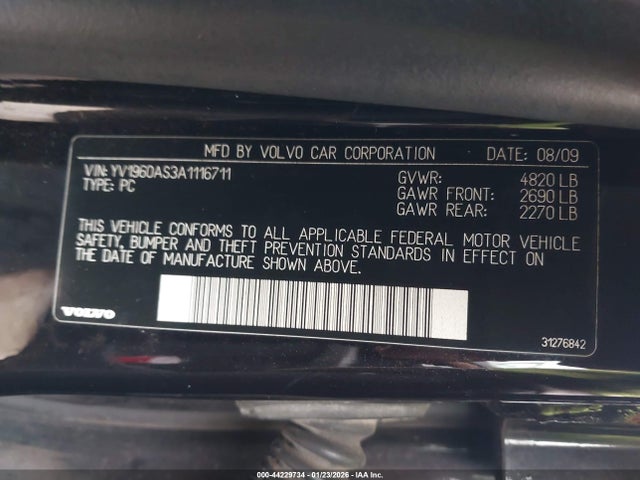 MFD BY VOLVO CAR CORPORATION DATE: 08/09
VIN: YV1960AS3A1116711 GVWR: 4820 LB
TYPE: PC GAWR FRONT: 2690 LB
GAWR REAR: 2270 LB
THIS VEHICLE CONFORMS TO ALL APPLICABLE FEDERAL MOTOR VEHICLE
SAFETY, BUMPER AND THEFT PREVENTION STANDARDS IN EFFECT ON
THE DATE OF MANUFACTURE SHOWN ABOVE.
VOLVO
31276842
000-44229734 - 01/23/2026 - IAA Inc.